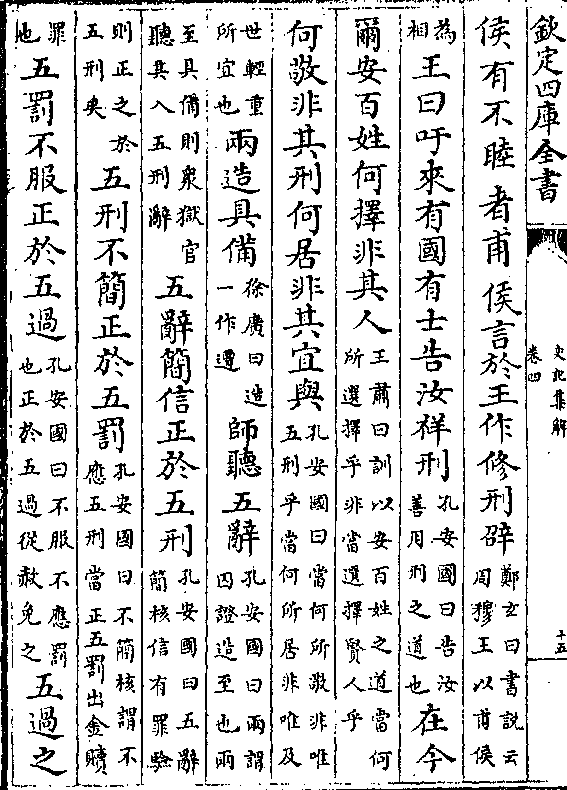 欽定四庫全書
史記集解
卷四
十五
侯有不睦者甫侯言於王作修刑辟鄭玄曰書說云周穆王以甫侯
為相王曰吁來有國有士告汝祥刑孔安國曰告汝善用刑之道也在今
爾安百姓何擇非其人王肅曰訓以安百姓之道當何所選擇乎非當選擇賢人乎
何敬非其刑何居非其宜與孔安國曰當何所敬非唯五刑乎當何所居非唯及
世輕重所宜也兩造具備徐廣曰造一作遭師聽五辭孔安國曰兩謂囚證造至也兩
至具備則衆獄官聽其入五刑辭五辭簡信正於五刑孔安國曰五辭簡核信有罪驗
則正之於五刑矣五刑不簡正於五罰孔安國曰不簡核謂不應五刑當正五罰出金贖
罪也五罰不服正於五過孔安國曰不服不應罰也正於五過從赦免之五過之